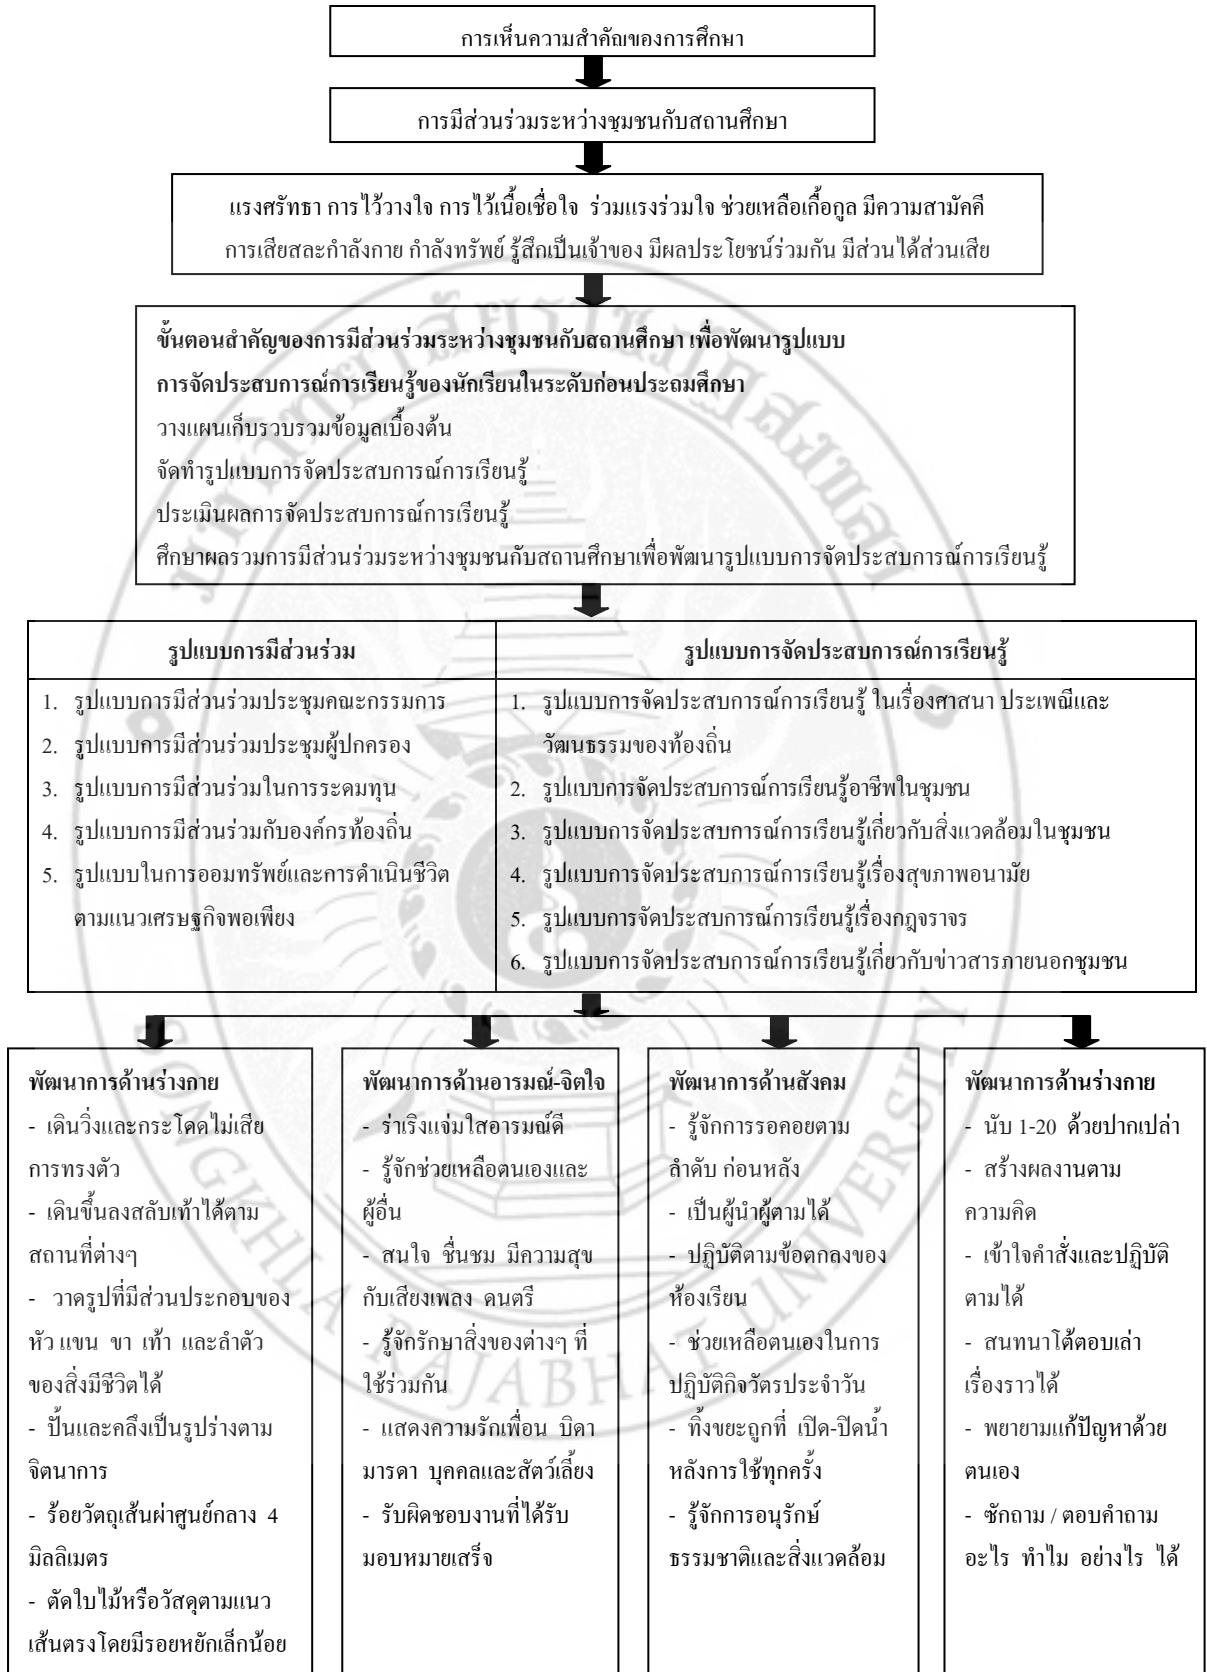 การเห็นความสำคัญของการศึกษา
การมีส่วนร่วมระหว่างชุมชนกับสถานศึกษา
แรงศรัทธา การไว้วางใจ การไว้เนื้อเชื่อใจ ร่วมแรงร่วมใจ ช่วยเหลือเกื้อกูล มีความสามัคคี
การเสียสละกำลังกาย กำลังทรัพย์ รู้สึกเป็นเจ้าของ มีผลประโยชน์ร่วมกัน มีส่วนได้ส่วนเสีย
ขั้นตอนสำคัญของการมีส่วนร่วมระหว่างชุมชนกับสถานศึกษา เพื่อพัฒนารูปแบบ
การจัดประสบการณ์การเรียนรู้ของนักเรียนในระดับก่อนประถมศึกษา
วางแผนเก็บรวบรวมข้อมูลเบื้องต้น
จัดทำรูปแบบการจัดประสบการณ์การเรียนรู้
ประเมินผลการจัดประสบการณ์การเรียนรู้
ศึกษาผลรวมการมีส่วนร่วมระหว่างชุมชนกับสถานศึกษาเพื่อพัฒนารูปแบบการจัดประสบการณ์การเรียนรู้
รูปแบบการมีส่วนร่วม
1. รูปแบบการมีส่วนร่วมประชุมคณะกรรมการ
2. รูปแบบการมีส่วนร่วมประชุมผู้ปกครอง
3. รูปแบบการมีส่วนร่วมในการระดมทุน
4. รูปแบบการมีส่วนร่วมกับองค์กรท้องถิ่น
5. รูปแบบในการออมทรัพย์และการดำเนินชีวิต
ตามแนวเศรษฐกิจพอเพียง
รูปแบบการจัดประสบการณ์การเรียนรู้
1. รูปแบบการจัดประสบการณ์การเรียนรู้ ในเรื่องศาสนา ประเพณีและ
วัฒนธรรมของท้องถิ่น
2. รูปแบบการจัดประสบการณ์การเรียนรู้อาชีพในชุมชน
3. รูปแบบการจัดประสบการณ์การเรียนรู้เกี่ยวกับสิ่งแวดล้อมในชุมชน
4. รูปแบบการจัดประสบการณ์การเรียนรู้เรื่องสุขภาพอนามัย
5. รูปแบบการจัดประสบการณ์การเรียนรู้เรื่องกฎจราจร
6. รูปแบบการจัดประสบการณ์การเรียนรู้เกี่ยวกับข่าวสารภายนอกชุมชน
พัฒนาการด้านร่างกาย
- เดินวิ่งและกระโดดไม่เสีย
การทรงตัว
- เดินขึ้นลงสลับเท้าได้ตาม
สถานที่ต่างๆ
- วาดรูปที่มีส่วนประกอบของ
หัว แขน ขา เท้า และลำตัว
ของสิ่งมีชีวิตได้
- ปั้นและคลึงเป็นรูปร่างตาม
จิตนาการ
- ร้อยวัตถุเส้นผ่าศูนย์กลาง 4
มิลลิเมตร
- ตัดใบไม้หรือวัสดุตามแนว
เส้นตรงโดยมีรอยหยักเล็กน้อย
พัฒนาการด้านอารมณ์-จิตใจ
- ร่าเริงแจ่มใสอารมณ์ดี
- รู้จักช่วยเหลือตนเองและ
ผู้อื่น
- สนใจ ชื่นชม มีความสุข
กับเสียงเพลง ดนตรี
- รู้จักรักษาสิ่งของต่างๆ ที่
ใช้ร่วมกัน
- แสดงความรักเพื่อน บิดา
มารดา บุคคลและสัตว์เลี้ยง
- รับผิดชอบงานที่ได้รับ
มอบหมายเสร็จ
พัฒนาการด้านสังคม
- รู้จักการรอคอยตาม
ลำดับ ก่อนหลัง
- เป็นผู้นำผู้ตามได้
- ปฏิบัติตามข้อตกลงของ
ห้องเรียน
- ช่วยเหลือตนเองในการ
ปฏิบัติกิจวัตรประจำวัน
- ทิ้งขยะถูกที่ เปิด-ปิดน้ำ
หลังการใช้ทุกครั้ง
- รู้จักการอนุรักษ์
ธรรมชาติและสิ่งแวดล้อม
พัฒนาการด้านร่างกาย
- นับ 1-20 ด้วยปากเปล่า
- สร้างผลงานตาม
ความคิด
- เข้าใจคำสั่งและปฏิบัติ
ตามได้
- สนทนาโต้ตอบเล่า
เรื่องราวได้
- พยายามแก้ปัญหาด้วย
ตนเอง
- ซักถาม / ตอบคำถาม
อะไร ทำไม อย่างไร ได้
มหาวิทยาลัยราชภัฏสงขลา
SONGKHLA RAJABHAT UNIVERSITY